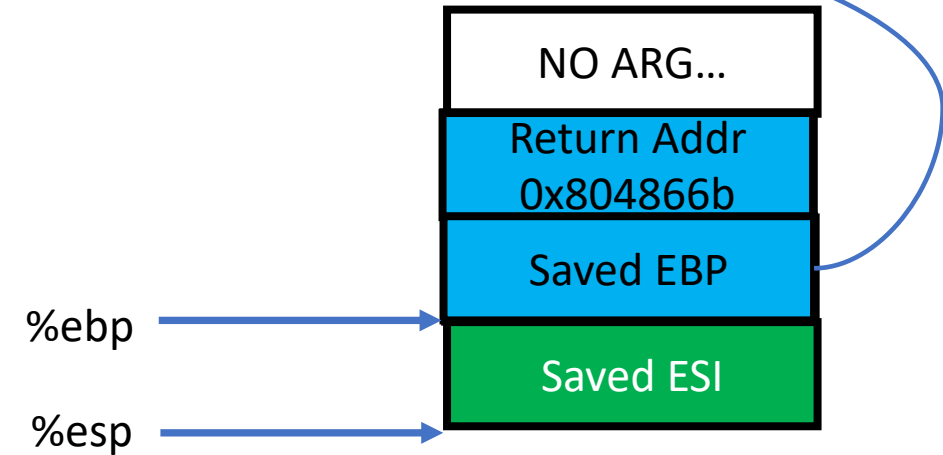 NO ARG…
Return Addr
0x804866b
Saved EBP
%ebp
Saved ESI
%esp